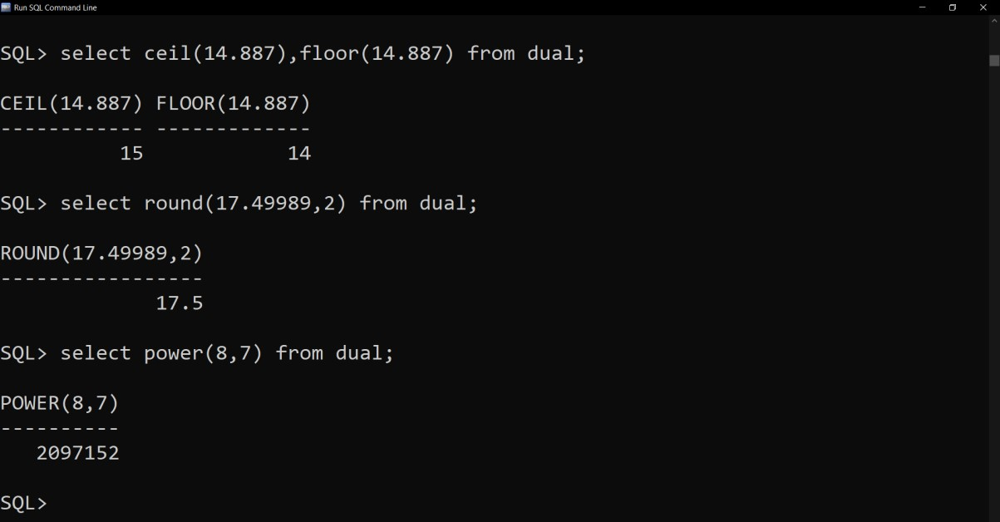 Run SQL Command Line
SQL> select ceil(14.887),floor(14.887) from dual;
CEIL(14.887) FLOOR(14.887)
------------ -------------
          15            14
SQL> select round(17.49989,2) from dual;
ROUND(17.49989,2)
-----------------
             17.5
SQL> select power(8,7) from dual;
POWER(8,7)
----------
   2097152
SQL>